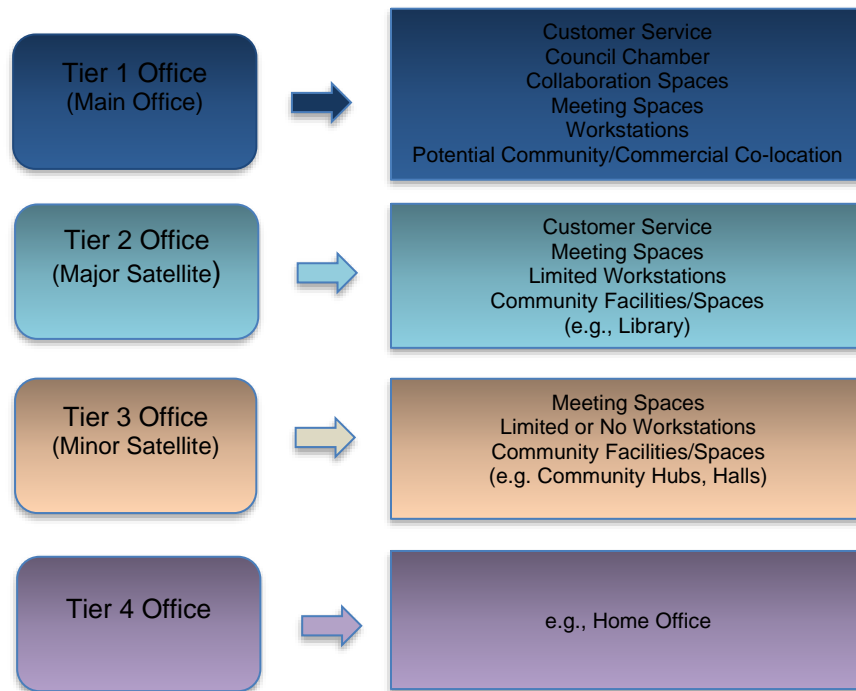 Tier 1 Office
(Main Office)
Customer Service
Council Chamber
Collaboration Spaces
Meeting Spaces
Workstations
Potential Community/Commercial Co-location
Tier 2 Office
(Major Satellite)
Customer Service
Meeting Spaces
Limited Workstations
Community Facilities/Spaces
(e.g., Library)
Tier 3 Office
(Minor Satellite)
Meeting Spaces
Limited or No Workstations
Community Facilities/Spaces
(e.g. Community Hubs, Halls)
Tier 4 Office
e.g., Home Office